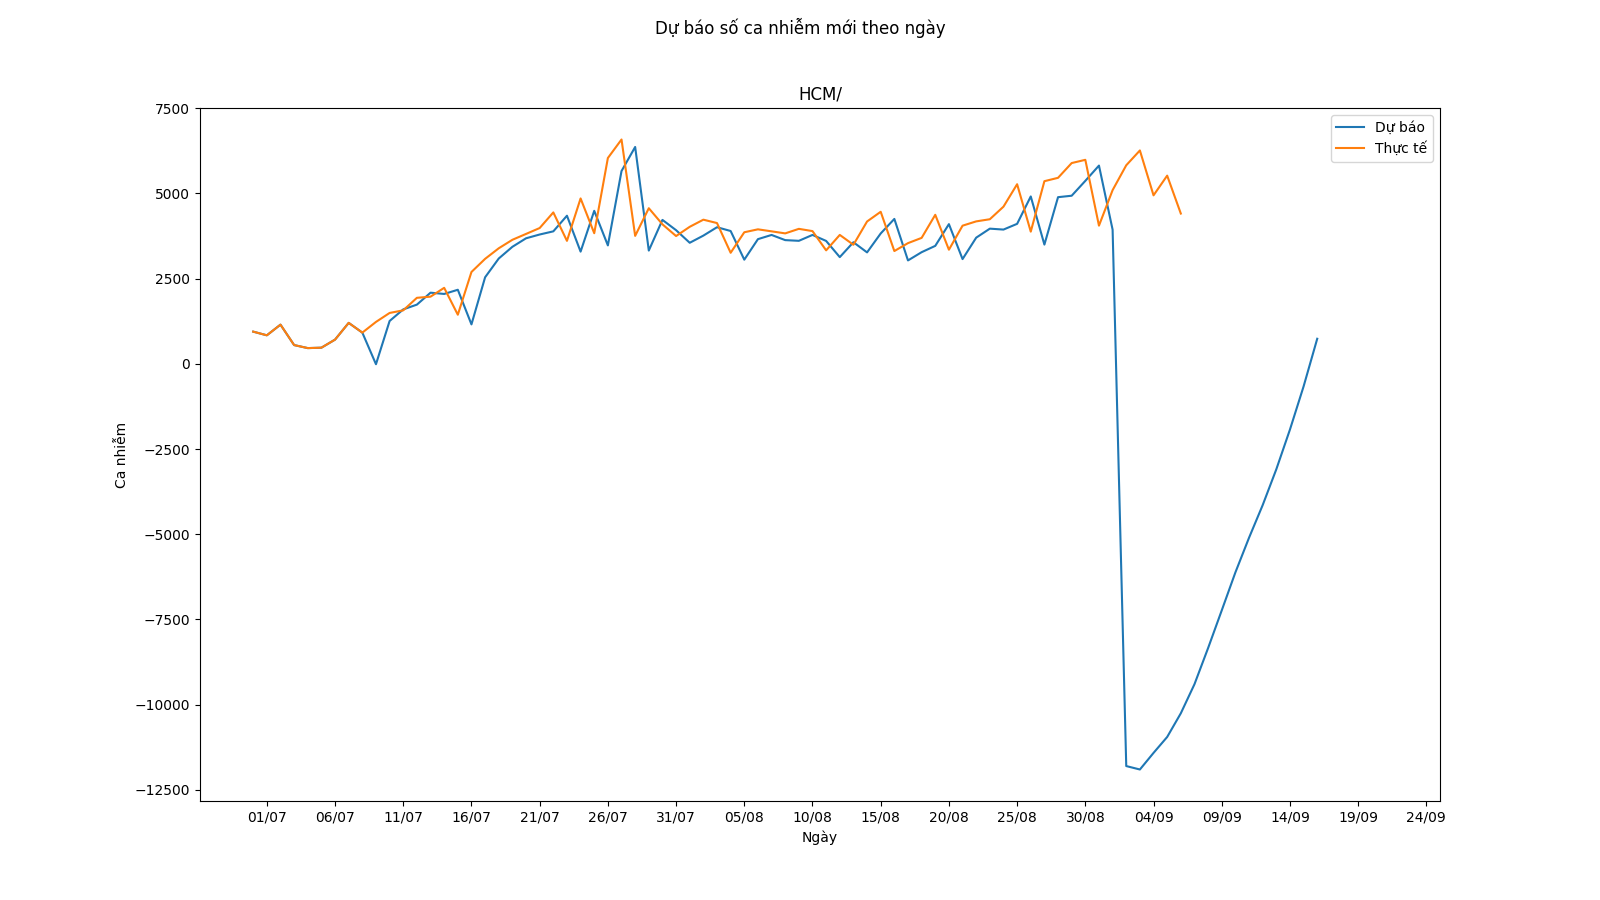 Dự báo số ca nhiễm mới theo ngày
HCM/
7500
5000
2500
0
−2500
−5000
−7500
−10000
−12500
Ca nhiễm
Dự báo
Thực tế
01/07 06/07 11/07 16/07 21/07 26/07 31/07 05/08 10/08 15/08 20/08 25/08 30/08 04/09 09/09 14/09 19/09 24/09
Ngày